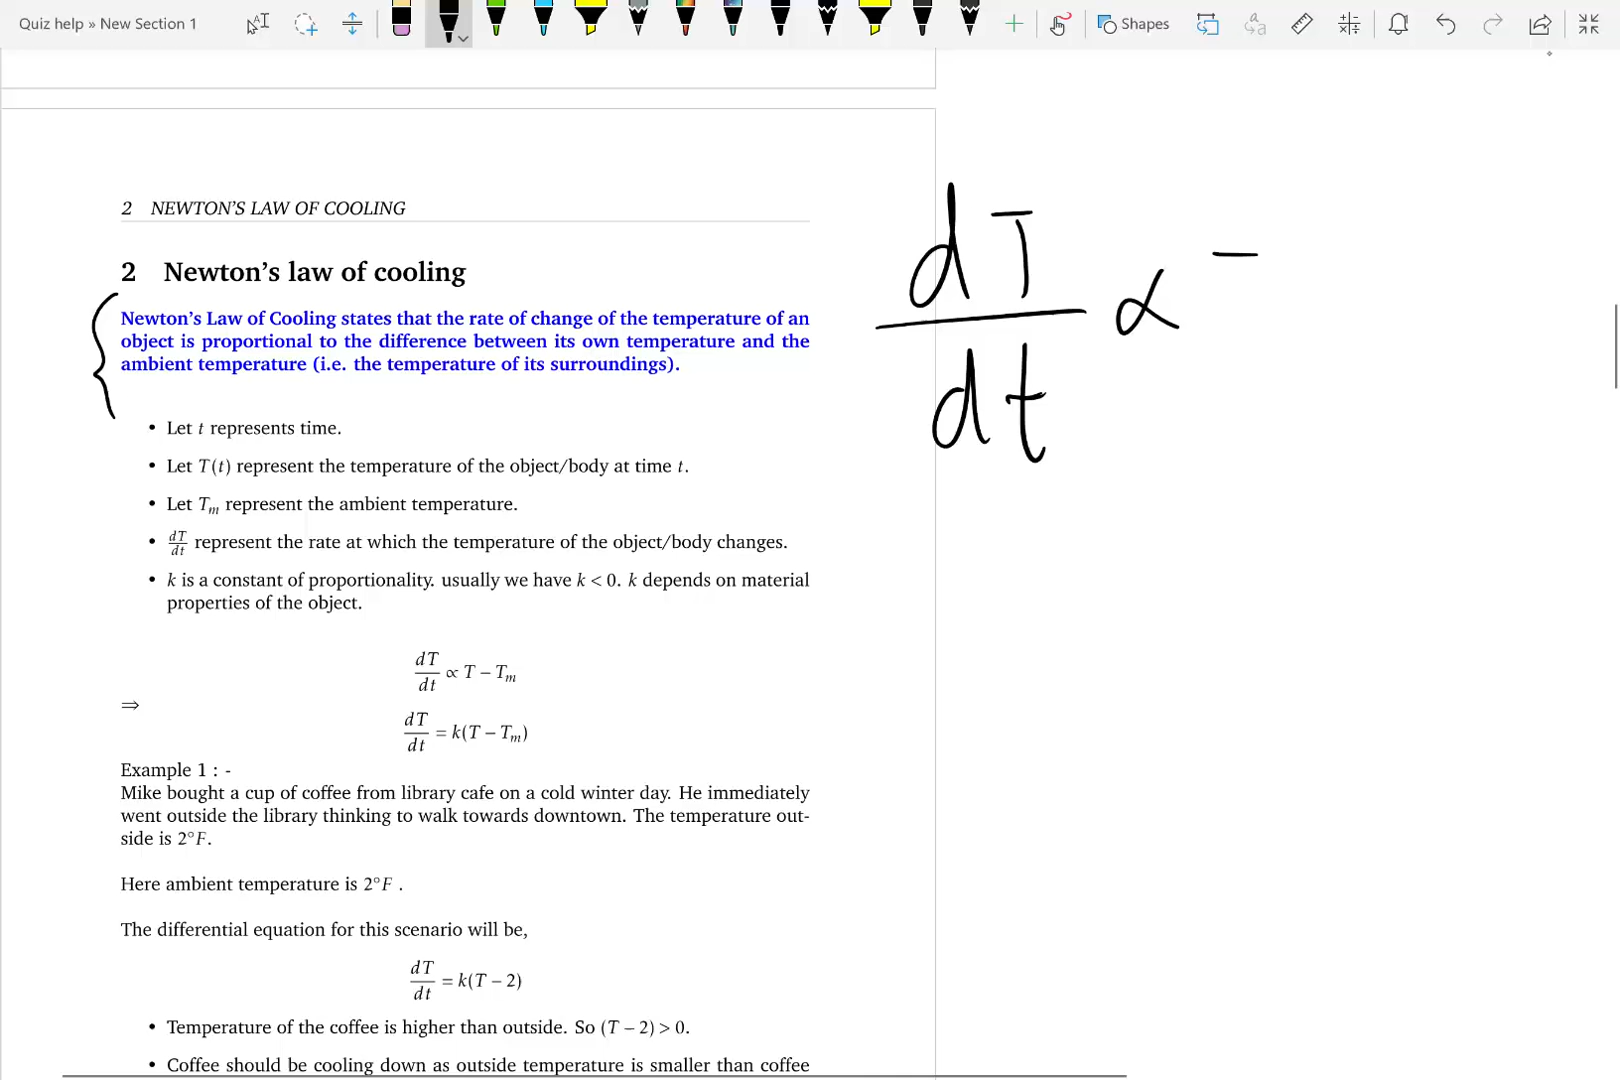 Quiz help » New Section 1
Shapes
2 NEWTON'S LAW OF COOLING
2 Newton's law of cooling
Newton's Law of Cooling states that the rate of change of the temperature of an
object is proportional to the difference between its own temperature and the
ambient temperature (i.e. the temperature of its surroundings).
• Let t represents time.
• Let T(t) represent the temperature of the object/body at time t.
• Let Tₘ represent the ambient temperature.
• dT/dt represent the rate at which the temperature of the object/body changes.
• k is a constant of proportionality. usually we have k < 0. k depends on material
properties of the object.
dT/dt ∝ T − Tₘ
⇒
dT/dt = k(T − Tₘ)
Example 1 : -
Mike bought a cup of coffee from library cafe on a cold winter day. He immediately
went outside the library thinking to walk towards downtown. The temperature out-
side is 2°F.
Here ambient temperature is 2°F .
The differential equation for this scenario will be,
dT/dt = k(T − 2)
• Temperature of the coffee is higher than outside. So (T − 2) > 0.
• Coffee should be cooling down as outside temperature is smaller than coffee
dT/dt ∝ −